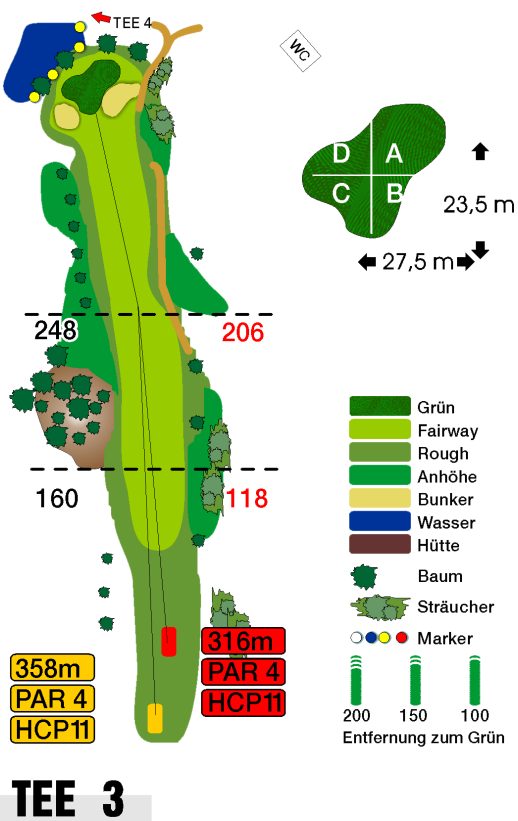 TEE 4
WC
D A
C B
23,5 m
27,5 m
248
206
160
118
Grün
Fairway
Rough
Anhöhe
Bunker
Wasser
Hütte
Baum
Sträucher
Marker
200 150 100
Entfernung zum Grün
316m
PAR 4
HCP11
358m
PAR 4
HCP11
TEE 3